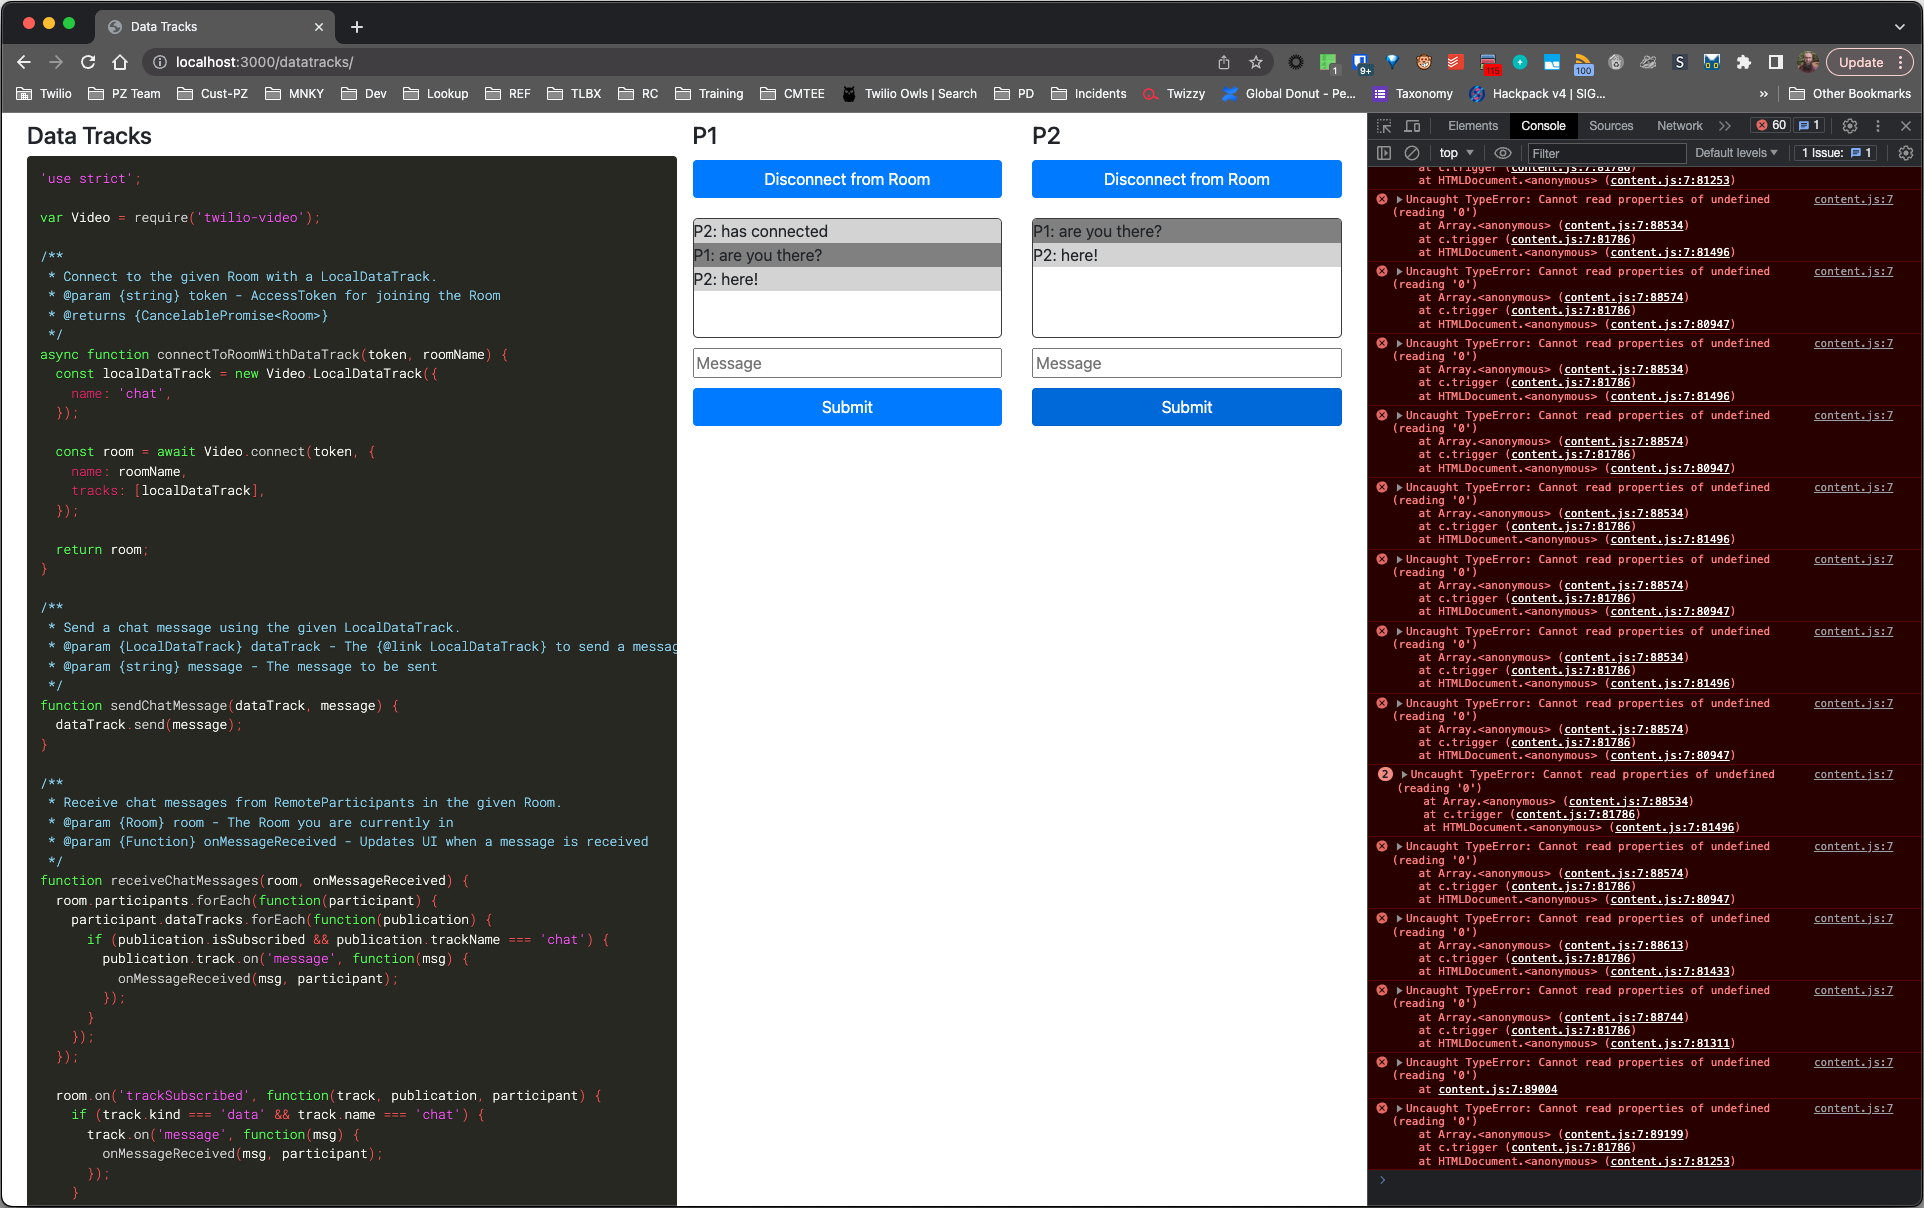 Data Tracks
localhost:3000/datatracks/
1
9+
115
100
S
Update
Twilio
PZ Team
Cust-PZ
MNKY
Dev
Lookup
REF
TLBX
RC
Training
CMTEE
Twilio Owls | Search
PD
Incidents
Twizzy
Global Donut - Pe...
Taxonomy
Hackpack v4 | SIG...
»
Other Bookmarks
Data Tracks
'use strict';
var Video = require('twilio-video');
/**
* Connect to the given Room with a LocalDataTrack.
* @param {string} token - AccessToken for joining the Room
* @returns {CancelablePromise<Room>}
*/
async function connectToRoomWithDataTrack(token, roomName) {
const localDataTrack = new Video.LocalDataTrack({
name: 'chat',
});
const room = await Video.connect(token, {
name: roomName,
tracks: [localDataTrack],
});
return room;
}
/**
* Send a chat message using the given LocalDataTrack.
* @param {LocalDataTrack} dataTrack - The {@link LocalDataTrack} to send a messag
* @param {string} message - The message to be sent
*/
function sendChatMessage(dataTrack, message) {
dataTrack.send(message);
}
/**
* Receive chat messages from RemoteParticipants in the given Room.
* @param {Room} room - The Room you are currently in
* @param {Function} onMessageReceived - Updates UI when a message is received
*/
function receiveChatMessages(room, onMessageReceived) {
room.participants.forEach(function(participant) {
participant.dataTracks.forEach(function(publication) {
if (publication.isSubscribed && publication.trackName === 'chat') {
publication.track.on('message', function(msg) {
onMessageReceived(msg, participant);
});
}
});
});
room.on('trackSubscribed', function(track, publication, participant) {
if (track.kind === 'data' && track.name === 'chat') {
track.on('message', function(msg) {
onMessageReceived(msg, participant);
});
}
P1
Disconnect from Room
P2: has connected
P1: are you there?
P2: here!
Message
Submit
P2
Disconnect from Room
P1: are you there?
P2: here!
Message
Submit
Elements
Console
Sources
Network
»
60
1
top
Filter
Default levels
1 Issue: 1
at c.trigger (content.js:7:81786)
at HTMLDocument.<anonymous> (content.js:7:81253)
Uncaught TypeError: Cannot read properties of undefined content.js:7
(reading '0')
at Array.<anonymous> (content.js:7:88534)
at c.trigger (content.js:7:81786)
at HTMLDocument.<anonymous> (content.js:7:81496)
Uncaught TypeError: Cannot read properties of undefined content.js:7
(reading '0')
at Array.<anonymous> (content.js:7:88574)
at c.trigger (content.js:7:81786)
at HTMLDocument.<anonymous> (content.js:7:80947)
Uncaught TypeError: Cannot read properties of undefined content.js:7
(reading '0')
at Array.<anonymous> (content.js:7:88534)
at c.trigger (content.js:7:81786)
at HTMLDocument.<anonymous> (content.js:7:81496)
Uncaught TypeError: Cannot read properties of undefined content.js:7
(reading '0')
at Array.<anonymous> (content.js:7:88574)
at c.trigger (content.js:7:81786)
at HTMLDocument.<anonymous> (content.js:7:80947)
Uncaught TypeError: Cannot read properties of undefined content.js:7
(reading '0')
at Array.<anonymous> (content.js:7:88534)
at c.trigger (content.js:7:81786)
at HTMLDocument.<anonymous> (content.js:7:81496)
Uncaught TypeError: Cannot read properties of undefined content.js:7
(reading '0')
at Array.<anonymous> (content.js:7:88574)
at c.trigger (content.js:7:81786)
at HTMLDocument.<anonymous> (content.js:7:80947)
Uncaught TypeError: Cannot read properties of undefined content.js:7
(reading '0')
at Array.<anonymous> (content.js:7:88534)
at c.trigger (content.js:7:81786)
at HTMLDocument.<anonymous> (content.js:7:81496)
Uncaught TypeError: Cannot read properties of undefined content.js:7
(reading '0')
at Array.<anonymous> (content.js:7:88574)
at c.trigger (content.js:7:81786)
at HTMLDocument.<anonymous> (content.js:7:80947)
2 Uncaught TypeError: Cannot read properties of undefined content.js:7
(reading '0')
at Array.<anonymous> (content.js:7:88534)
at c.trigger (content.js:7:81786)
at HTMLDocument.<anonymous> (content.js:7:81496)
Uncaught TypeError: Cannot read properties of undefined content.js:7
(reading '0')
at Array.<anonymous> (content.js:7:88574)
at c.trigger (content.js:7:81786)
at HTMLDocument.<anonymous> (content.js:7:80947)
Uncaught TypeError: Cannot read properties of undefined content.js:7
(reading '0')
at Array.<anonymous> (content.js:7:88613)
at c.trigger (content.js:7:81786)
at HTMLDocument.<anonymous> (content.js:7:81433)
Uncaught TypeError: Cannot read properties of undefined content.js:7
(reading '0')
at Array.<anonymous> (content.js:7:88744)
at c.trigger (content.js:7:81786)
at HTMLDocument.<anonymous> (content.js:7:81311)
Uncaught TypeError: Cannot read properties of undefined content.js:7
(reading '0')
at content.js:7:89004
Uncaught TypeError: Cannot read properties of undefined content.js:7
(reading '0')
at Array.<anonymous> (content.js:7:89199)
at c.trigger (content.js:7:81786)
at HTMLDocument.<anonymous> (content.js:7:81253)